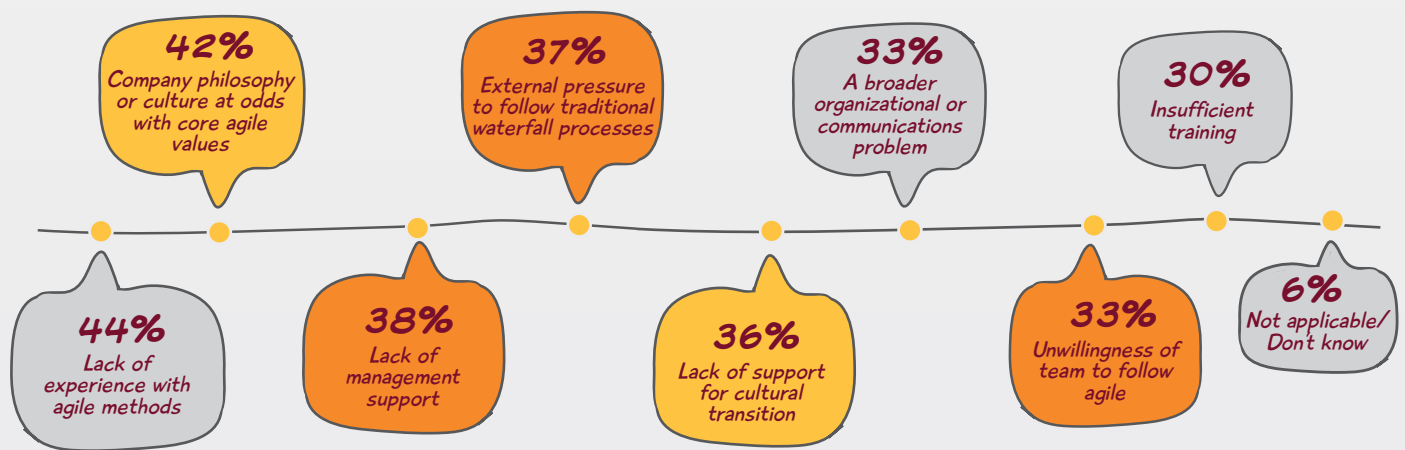 42%
Company philosophy
or culture at odds
with core agile
values
37%
External pressure
to follow traditional
waterfall processes
33%
A broader
organizational or
communications
problem
30%
Insufficient
training
44%
Lack of
experience with
agile methods
38%
Lack of
management
support
36%
Lack of support
for cultural
transition
33%
Unwillingness of
team to follow
agile
6%
Not applicable/
Don't know